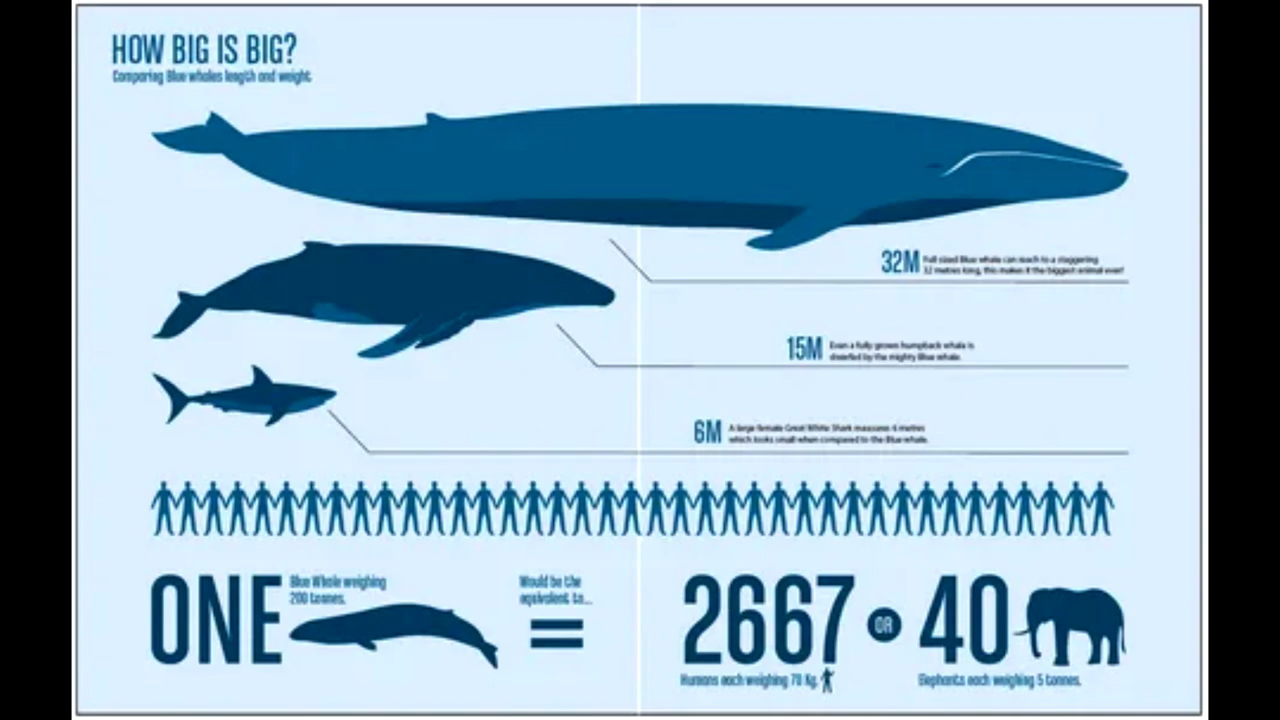 HOW BIG IS BIG?
Comparing Blue whales length and weight
32M
Full sized Blue whale can reach to a staggering
32 metres long, this makes it the biggest animal ever!
15M
Even a fully grown humpback whale is
dwarfed by the mighty Blue whale.
6M
A large female Great White Shark measures 6 metres
which looks small when compared to the Blue whale.
ONE
Blue Whale weighing
200 tonnes.
Would be the
equivalent to...
=
2667
Humans each weighing 70 Kg.
OR
40
Elephants each weighing 5 tonnes.